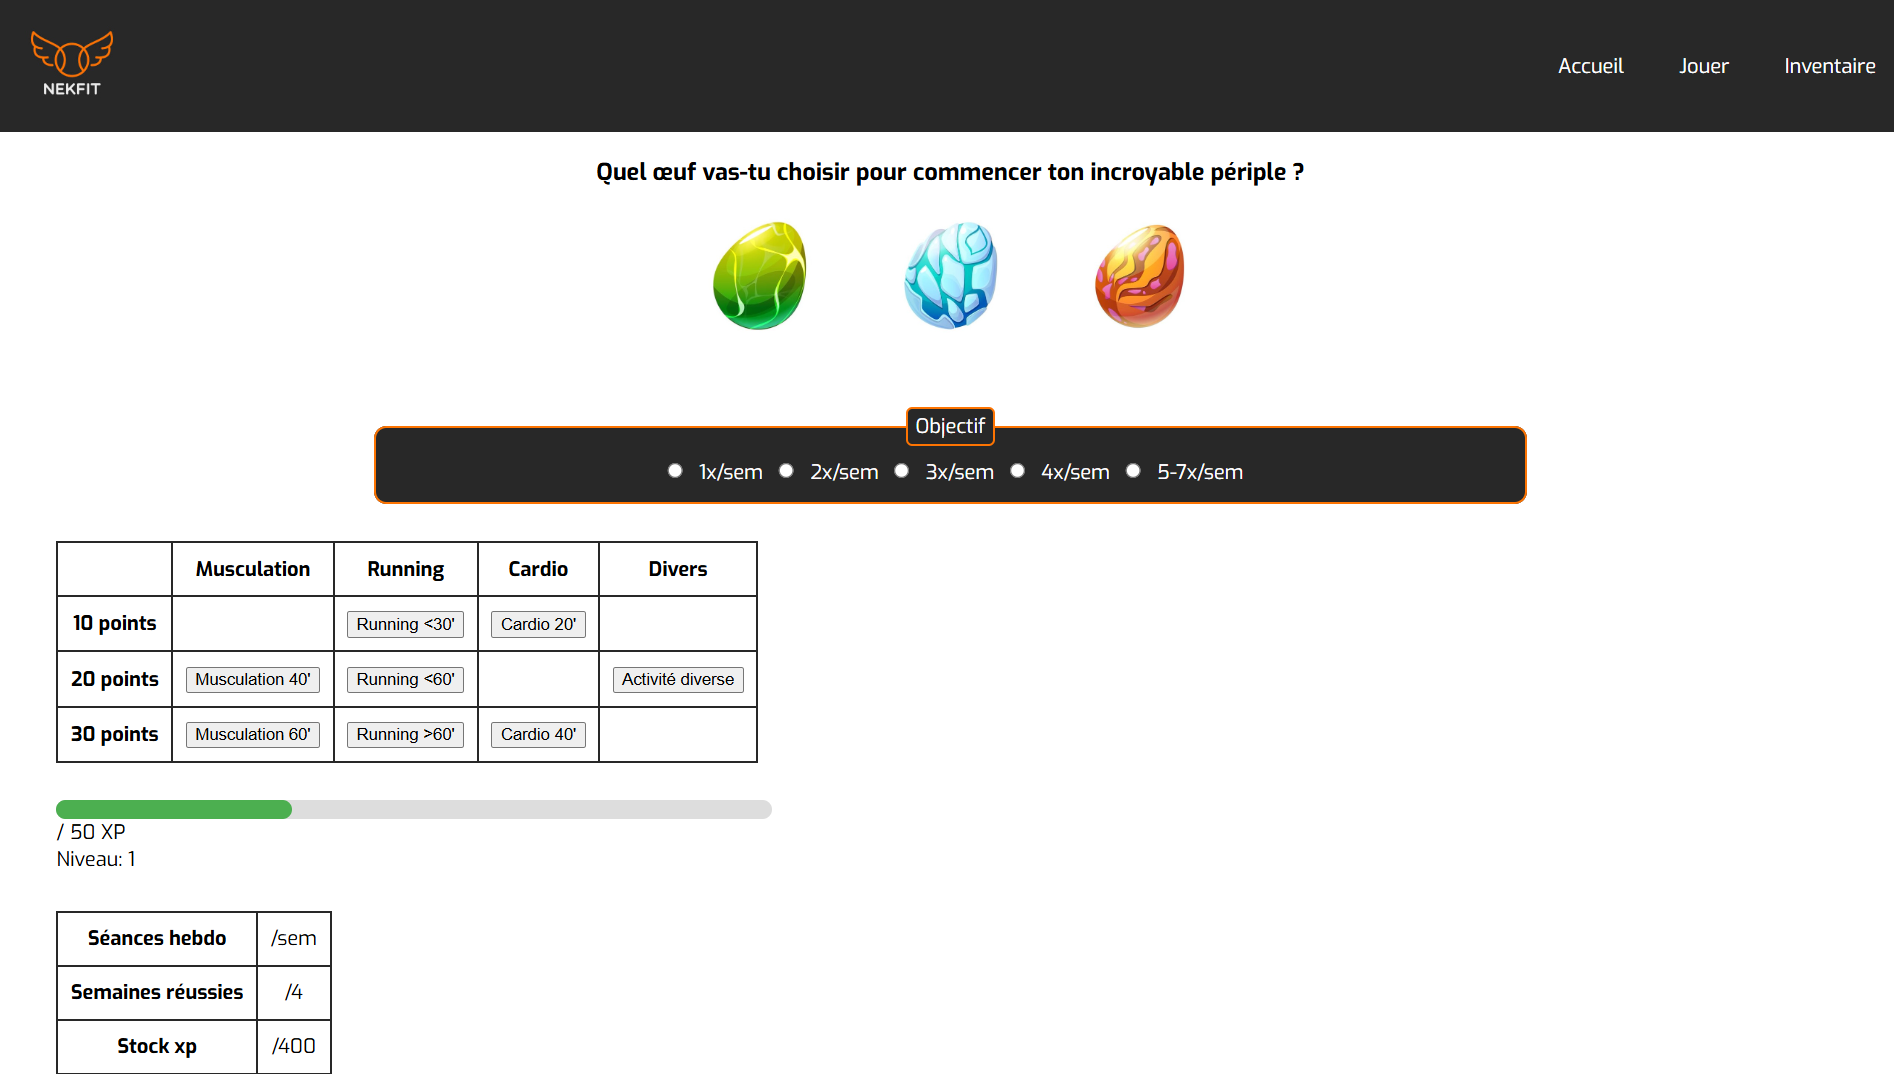 NEKFIT
Accueil Jouer Inventaire
Quel œuf vas-tu choisir pour commencer ton incroyable périple ?
Objectif
1x/sem 2x/sem 3x/sem 4x/sem 5-7x/sem
Musculation Running Cardio Divers
10 points Running <30' Cardio 20'
20 points Musculation 40' Running <60' Activité diverse
30 points Musculation 60' Running >60' Cardio 40'
/ 50 XP
Niveau: 1
Séances hebdo /sem
Semaines réussies /4
Stock xp /400